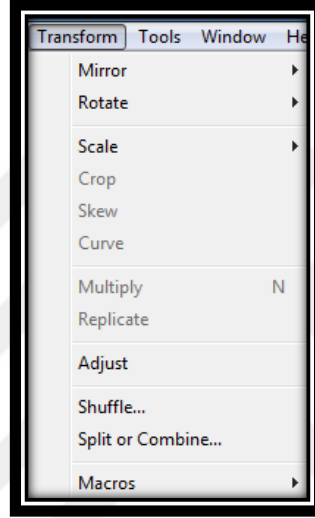 Transform Tools Window He
Mirror
Rotate
Scale
Crop
Skew
Curve
Multiply N
Replicate
Adjust
Shuffle...
Split or Combine...
Macros